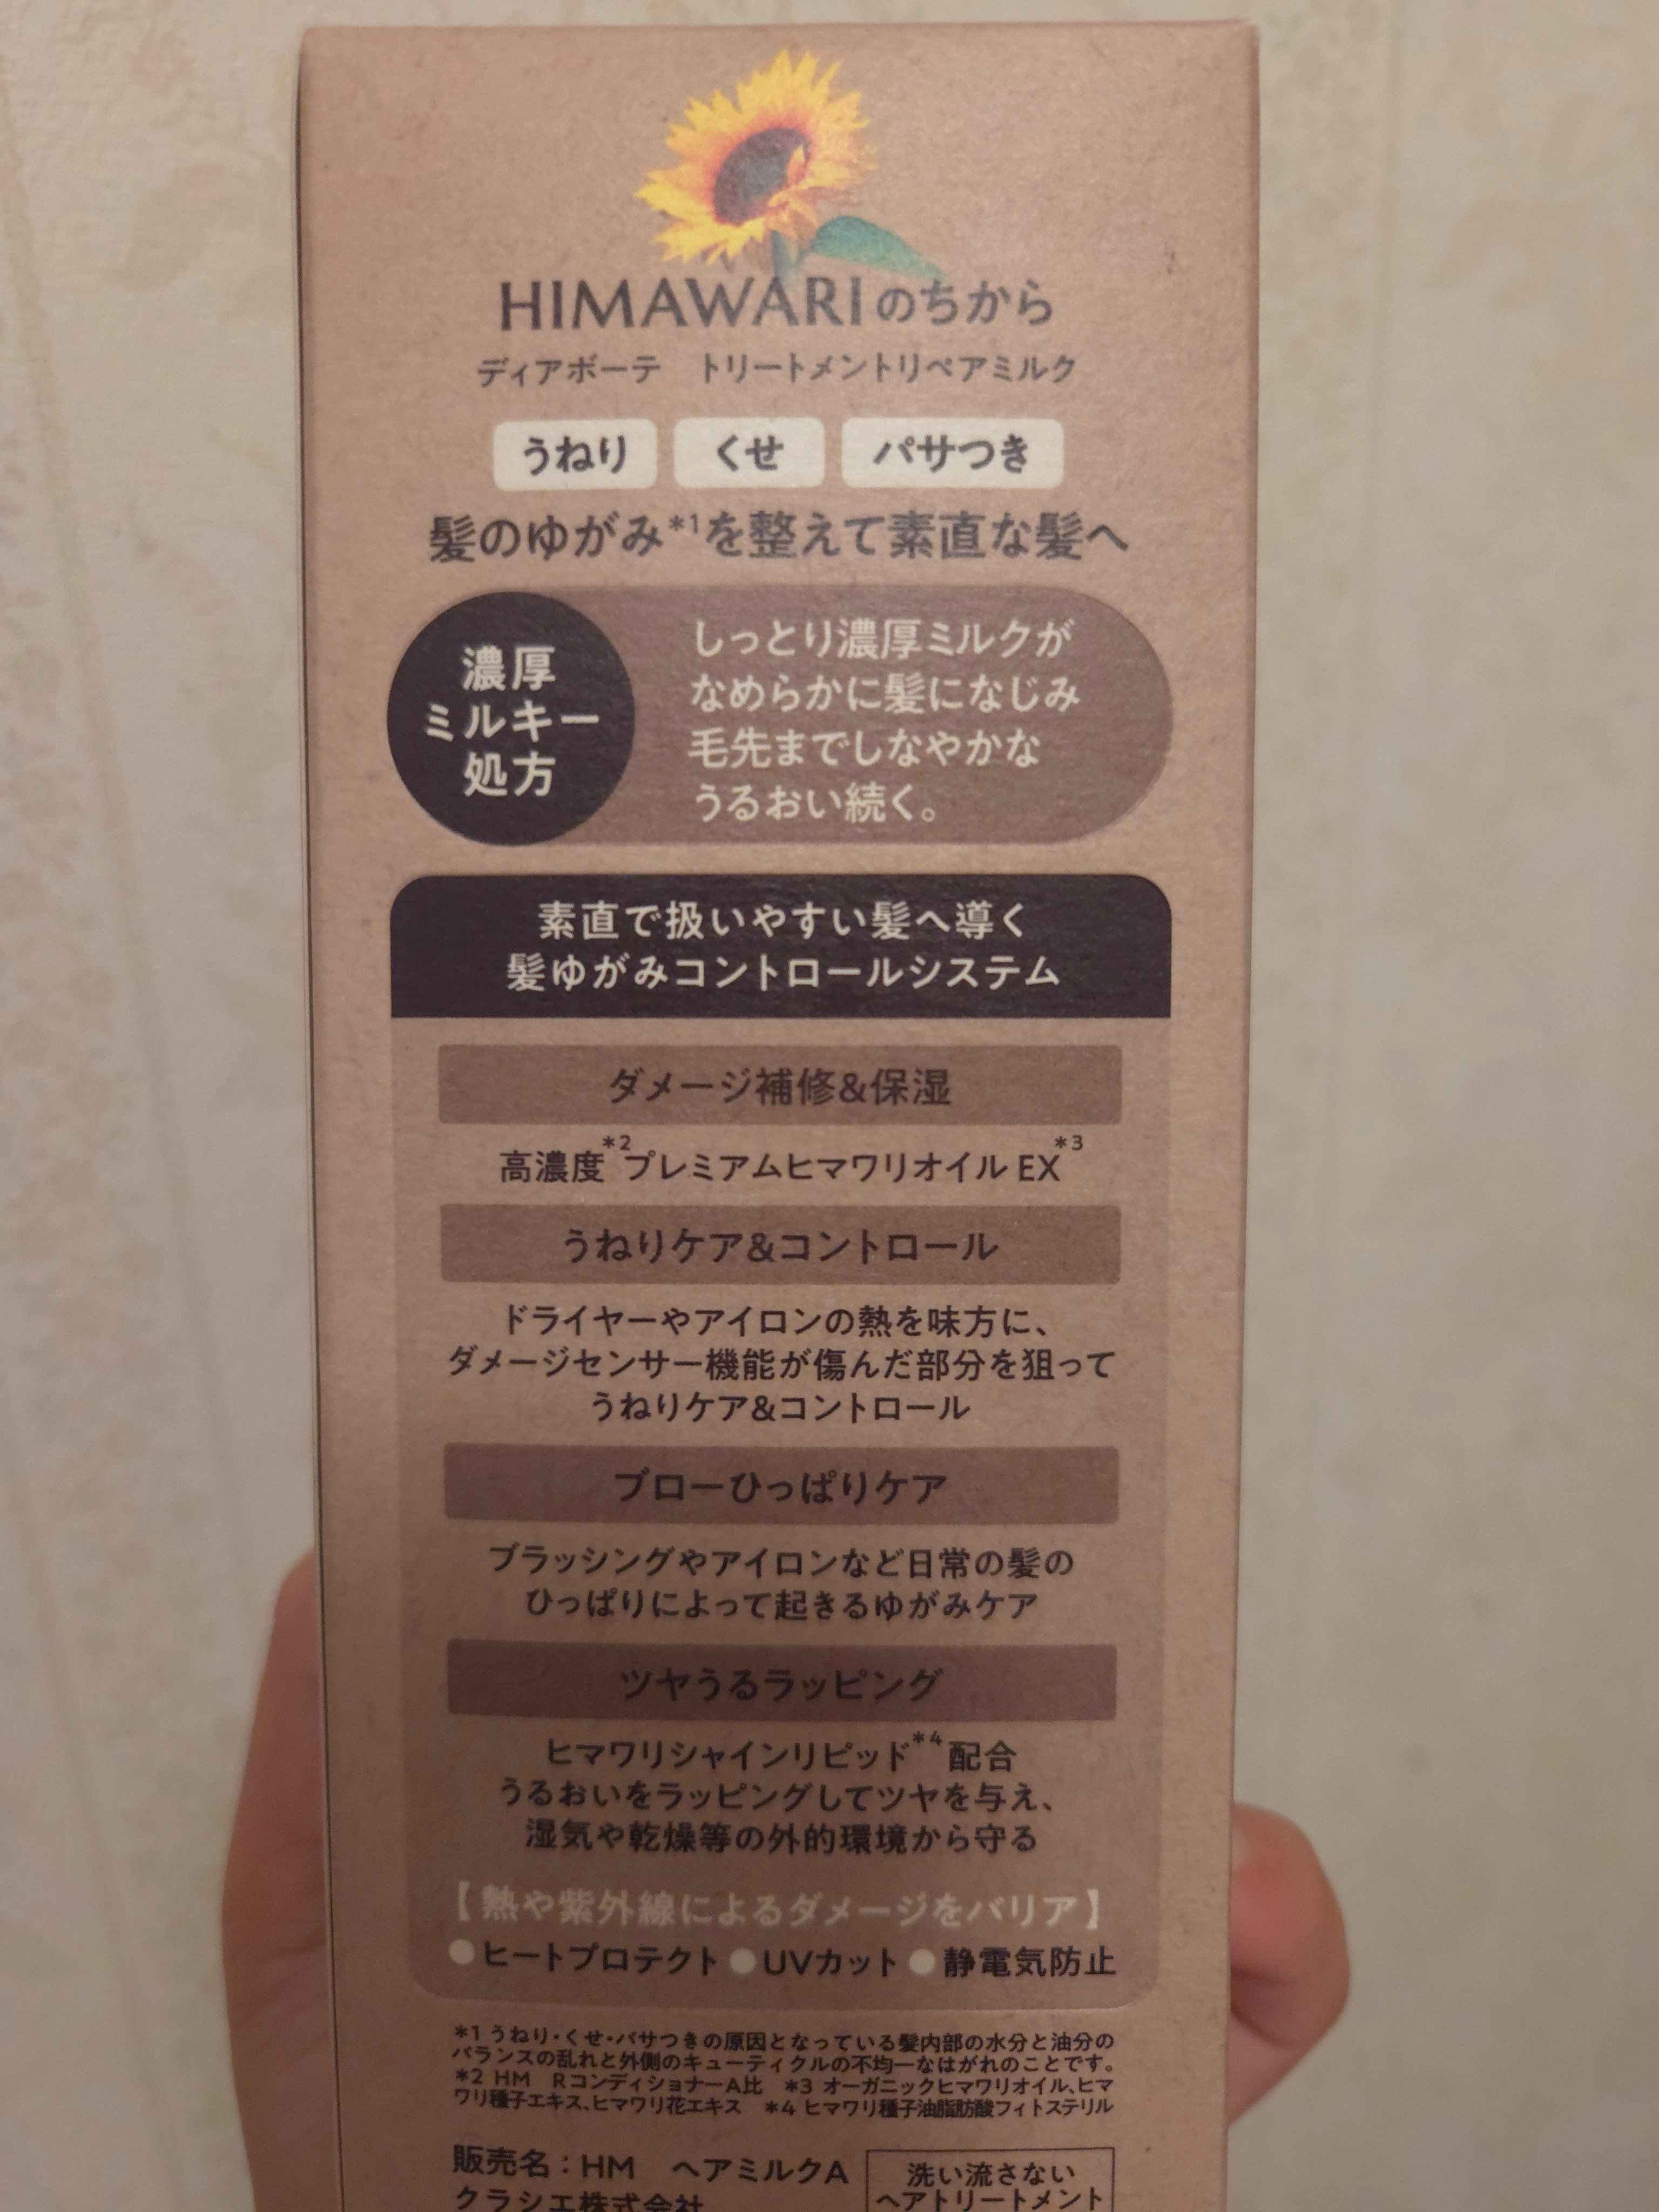 HIMAWARIのちから
ディアボーテ　トリートメントリペアミルク
うねり くせ パサつき
髪のゆがみ*1を整えて素直な髪へ
濃厚
ミルキー
処方
しっとり濃厚ミルクが
なめらかに髪になじみ
毛先までしなやかな
うるおい続く。
素直で扱いやすい髪へ導く
髪ゆがみコントロールシステム
ダメージ補修&保湿
高濃度*2プレミアムヒマワリオイル EX*3
うねりケア&コントロール
ドライヤーやアイロンの熱を味方に、
ダメージセンサー機能が傷んだ部分を狙って
うねりケア&コントロール
ブローひっぱりケア
ブラッシングやアイロンなど日常の髪の
ひっぱりによって起きるゆがみケア
ツヤうるラッピング
ヒマワリシャインリピッド*4配合
うるおいをラッピングしてツヤを与え、
湿気や乾燥等の外的環境から守る
【熱や紫外線によるダメージをバリア】
●ヒートプロテクト ●UVカット ●静電気防止
*1 うねり・くせ・パサつきの原因となっている髪内部の水分と油分の
バランスの乱れと外側のキューティクルの不均一なはがれのことです。
*2 HM　RコンディショナーA比　*3 オーガニックヒマワリオイル、ヒマ
ワリ種子エキス、ヒマワリ花エキス　*4 ヒマワリ種子油脂肪酸フィトステリル
販売名：HM　ヘアミルクA
クラシエ株式会社
洗い流さない
ヘアトリートメント